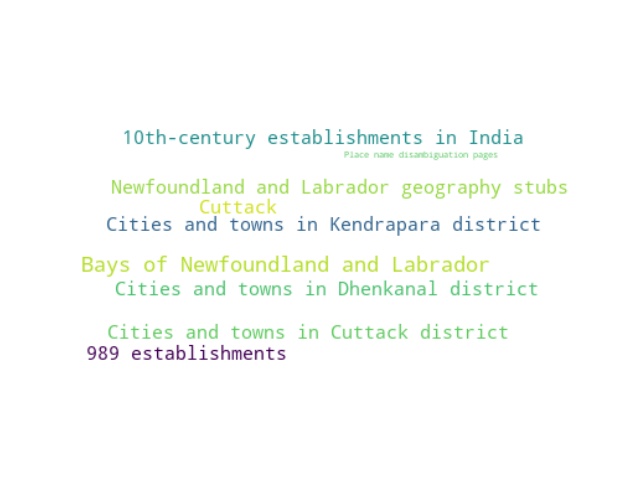 10th-century establishments in India
Place name disambiguation pages
Newfoundland and Labrador geography stubs
Cuttack
Cities and towns in Kendrapara district
Bays of Newfoundland and Labrador
Cities and towns in Dhenkanal district
Cities and towns in Cuttack district
989 establishments